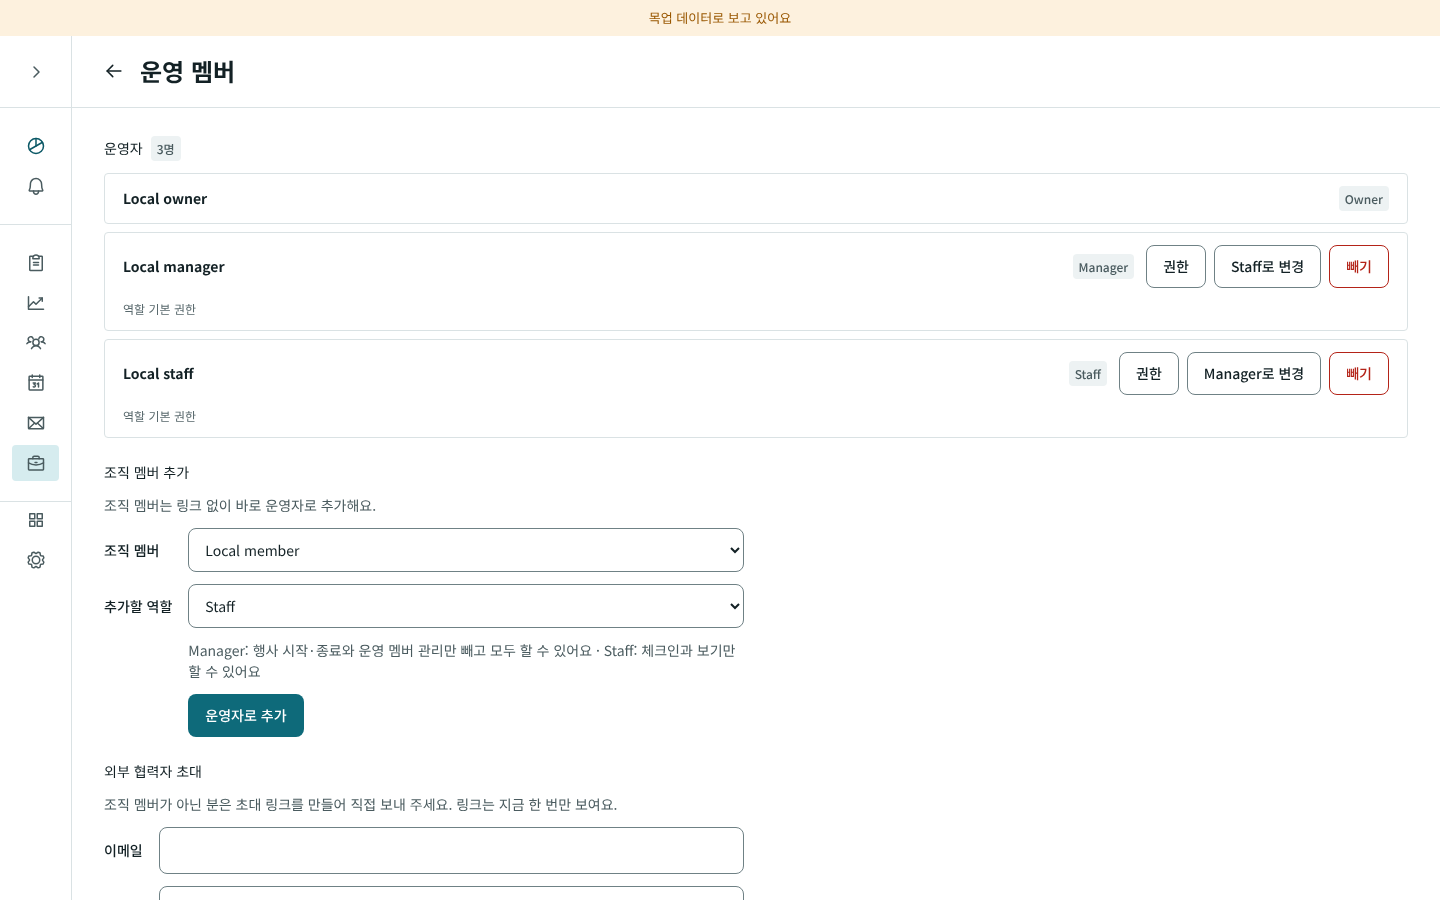 목업 데이터로 보고 있어요
운영 멤버
운영자 3명
Local owner Owner
Local manager Manager 권한 Staff로 변경 빼기
역할 기본 권한
Local staff Staff 권한 Manager로 변경 빼기
역할 기본 권한
조직 멤버 추가
조직 멤버는 링크 없이 바로 운영자로 추가해요.
조직 멤버 Local member
추가할 역할 Staff
Manager: 행사 시작·종료와 운영 멤버 관리만 빼고 모두 할 수 있어요 · Staff: 체크인과 보기만
할 수 있어요
운영자로 추가
외부 협력자 초대
조직 멤버가 아닌 분은 초대 링크를 만들어 직접 보내 주세요. 링크는 지금 한 번만 보여요.
이메일